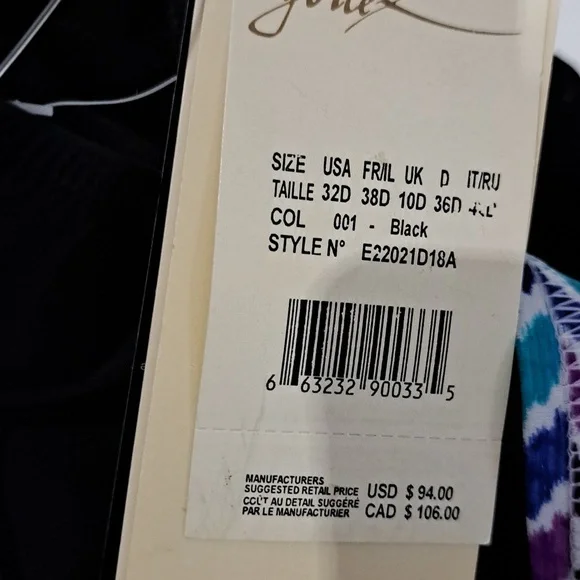 SIZE USA FR/IL UK D IT/RU
TAILLE 32D 38D 10D 36D
COL 001 - Black
STYLE N° E22021D18A
6 63232 90033 5
MANUFACTURERS
SUGGESTED RETAIL PRICE USD $ 94.00
COÛT AU DETAIL SUGGÉRÉ
PAR LE MANUFACTURIER CAD $ 106.00